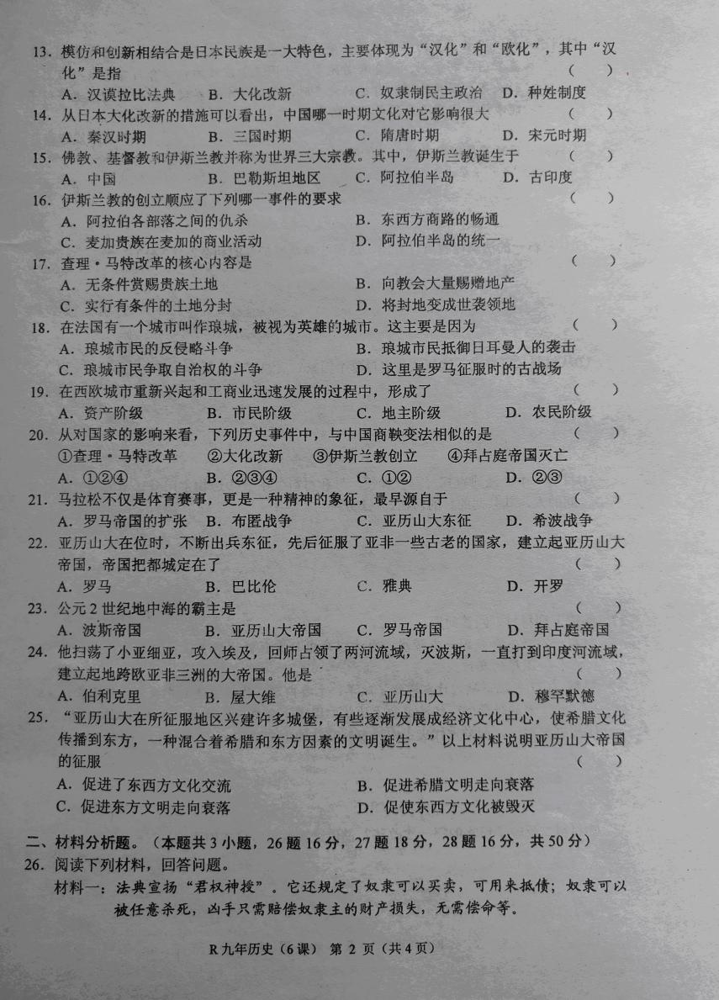 13．模仿和创新相结合是日本民族是一大特色，主要体现为“汉化”和“欧化”，其中“汉
化”是指 （ ）
A．汉谟拉比法典 B．大化改新 C．奴隶制民主政治 D．种姓制度
14．从日本大化改新的措施可以看出，中国哪一时期文化对它影响很大 （ ）
A．秦汉时期 B．三国时期 C．隋唐时期 D．宋元时期
15．佛教、基督教和伊斯兰教并称为世界三大宗教。其中，伊斯兰教诞生于 （ ）
A．中国 B．巴勒斯坦地区 C．阿拉伯半岛 D．古印度
16．伊斯兰教的创立顺应了下列哪一事件的要求 （ ）
A．阿拉伯各部落之间的仇杀 B．东西方商路的畅通
C．麦加贵族在麦加的商业活动 D．阿拉伯半岛的统一
17．查理·马特改革的核心内容是 （ ）
A．无条件赏赐贵族土地 B．向教会大量赐赠地产
C．实行有条件的土地分封 D．将封地变成世袭领地
18．在法国有一个城市叫作琅城，被视为英雄的城市。这主要是因为 （ ）
A．琅城市民的反侵略斗争 B．琅城市民抵御日耳曼人的袭击
C．琅城市民争取自治权的斗争 D．这里是罗马征服时的古战场
19．在西欧城市重新兴起和工商业迅速发展的过程中，形成了 （ ）
A．资产阶级 B．市民阶级 C．地主阶级 D．农民阶级
20．从对国家的影响来看，下列历史事件中，与中国商鞅变法相似的是 （ ）
①查理·马特改革 ②大化改新 ③伊斯兰教创立 ④拜占庭帝国灭亡
A．①②④ B．②③④ C．①② D．②③
21．马拉松不仅是体育赛事，更是一种精神的象征，最早源自于 （ ）
A．罗马帝国的扩张 B．布匿战争 C．亚历山大东征 D．希波战争
22．亚历山大在位时，不断出兵东征，先后征服了亚非一些古老的国家，建立起亚历山大
帝国，帝国把都城定在了 （ ）
A．罗马 B．巴比伦 C．雅典 D．开罗
23．公元2世纪地中海的霸主是 （ ）
A．波斯帝国 B．亚历山大帝国 C．罗马帝国 D．拜占庭帝国
24．他扫荡了小亚细亚，攻入埃及，回师占领了两河流域，灭波斯，一直打到印度河流域，
建立起地跨欧亚非三洲的大帝国。他是 （ ）
A．伯利克里 B．屋大维 C．亚历山大 D．穆罕默德
25．“亚历山大在所征服地区兴建许多城堡，有些逐渐发展成经济文化中心，使希腊文化
传播到东方，一种混合着希腊和东方因素的文明诞生。”以上材料说明亚历山大帝国
的征服 （ ）
A．促进了东西方文化交流 B．促进希腊文明走向衰落
C．促进东方文明走向衰落 D．促使东西方文化被毁灭
二、材料分析题。（本题共3小题，26题16分，27题18分，28题16分，共50分）
26．阅读下列材料，回答问题。
材料一：法典宣扬“君权神授”。它还规定了奴隶可以买卖，可用来抵债；奴隶可以
被任意杀死，凶手只需赔偿奴隶主的财产损失，无需偿命等。
R九年历史（6课） 第 2 页（共4页）